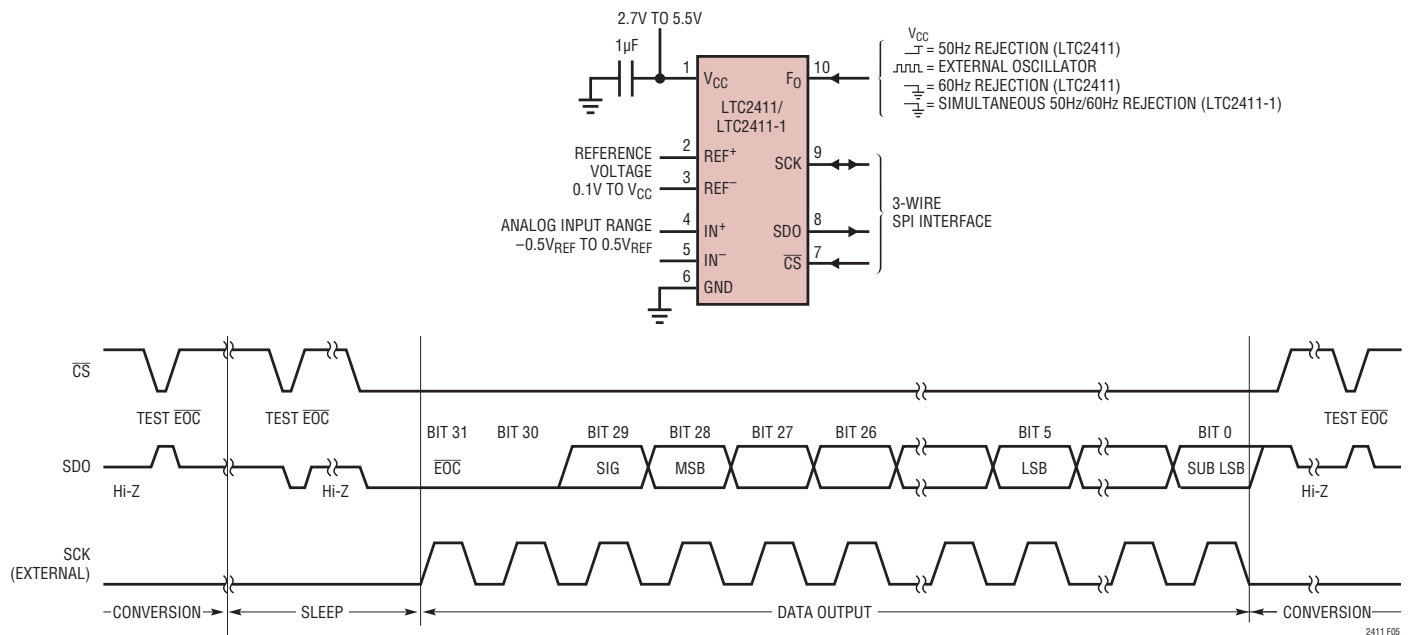 2.7V TO 5.5V
1µF
VCC
= 50Hz REJECTION (LTC2411)
= EXTERNAL OSCILLATOR
= 60Hz REJECTION (LTC2411)
= SIMULTANEOUS 50Hz/60Hz REJECTION (LTC2411-1)
1
VCC
FO
10
LTC2411/
LTC2411-1
REFERENCE
VOLTAGE
0.1V TO VCC
2
REF+
3
REF−
SCK
9
ANALOG INPUT RANGE
−0.5VREF TO 0.5VREF
4
IN+
5
IN−
6
GND
SDO
8
CS
7
3-WIRE
SPI INTERFACE
CS
TEST EOC
TEST EOC
TEST EOC
BIT 31
BIT 30
BIT 29
BIT 28
BIT 27
BIT 26
BIT 5
BIT 0
SDO
EOC
SIG
MSB
LSB
SUB LSB
Hi-Z
Hi-Z
Hi-Z
SCK
(EXTERNAL)
CONVERSION
SLEEP
DATA OUTPUT
CONVERSION
2411 F05